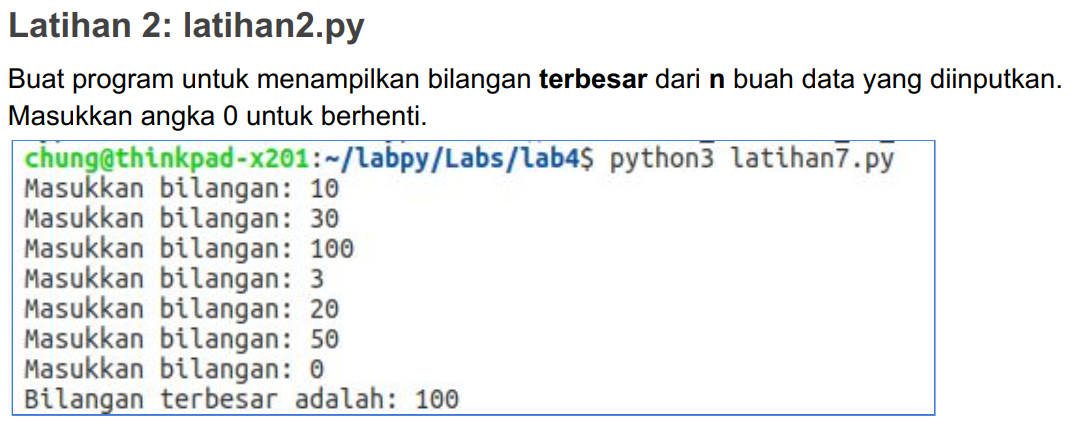 Latihan 2: latihan2.py
Buat program untuk menampilkan bilangan terbesar dari n buah data yang diinputkan.
Masukkan angka 0 untuk berhenti.
chung@thinkpad-x201:~/labpy/Labs/lab4$ python3 latihan7.py
Masukkan bilangan: 10
Masukkan bilangan: 30
Masukkan bilangan: 100
Masukkan bilangan: 3
Masukkan bilangan: 20
Masukkan bilangan: 50
Masukkan bilangan: 0
Bilangan terbesar adalah: 100